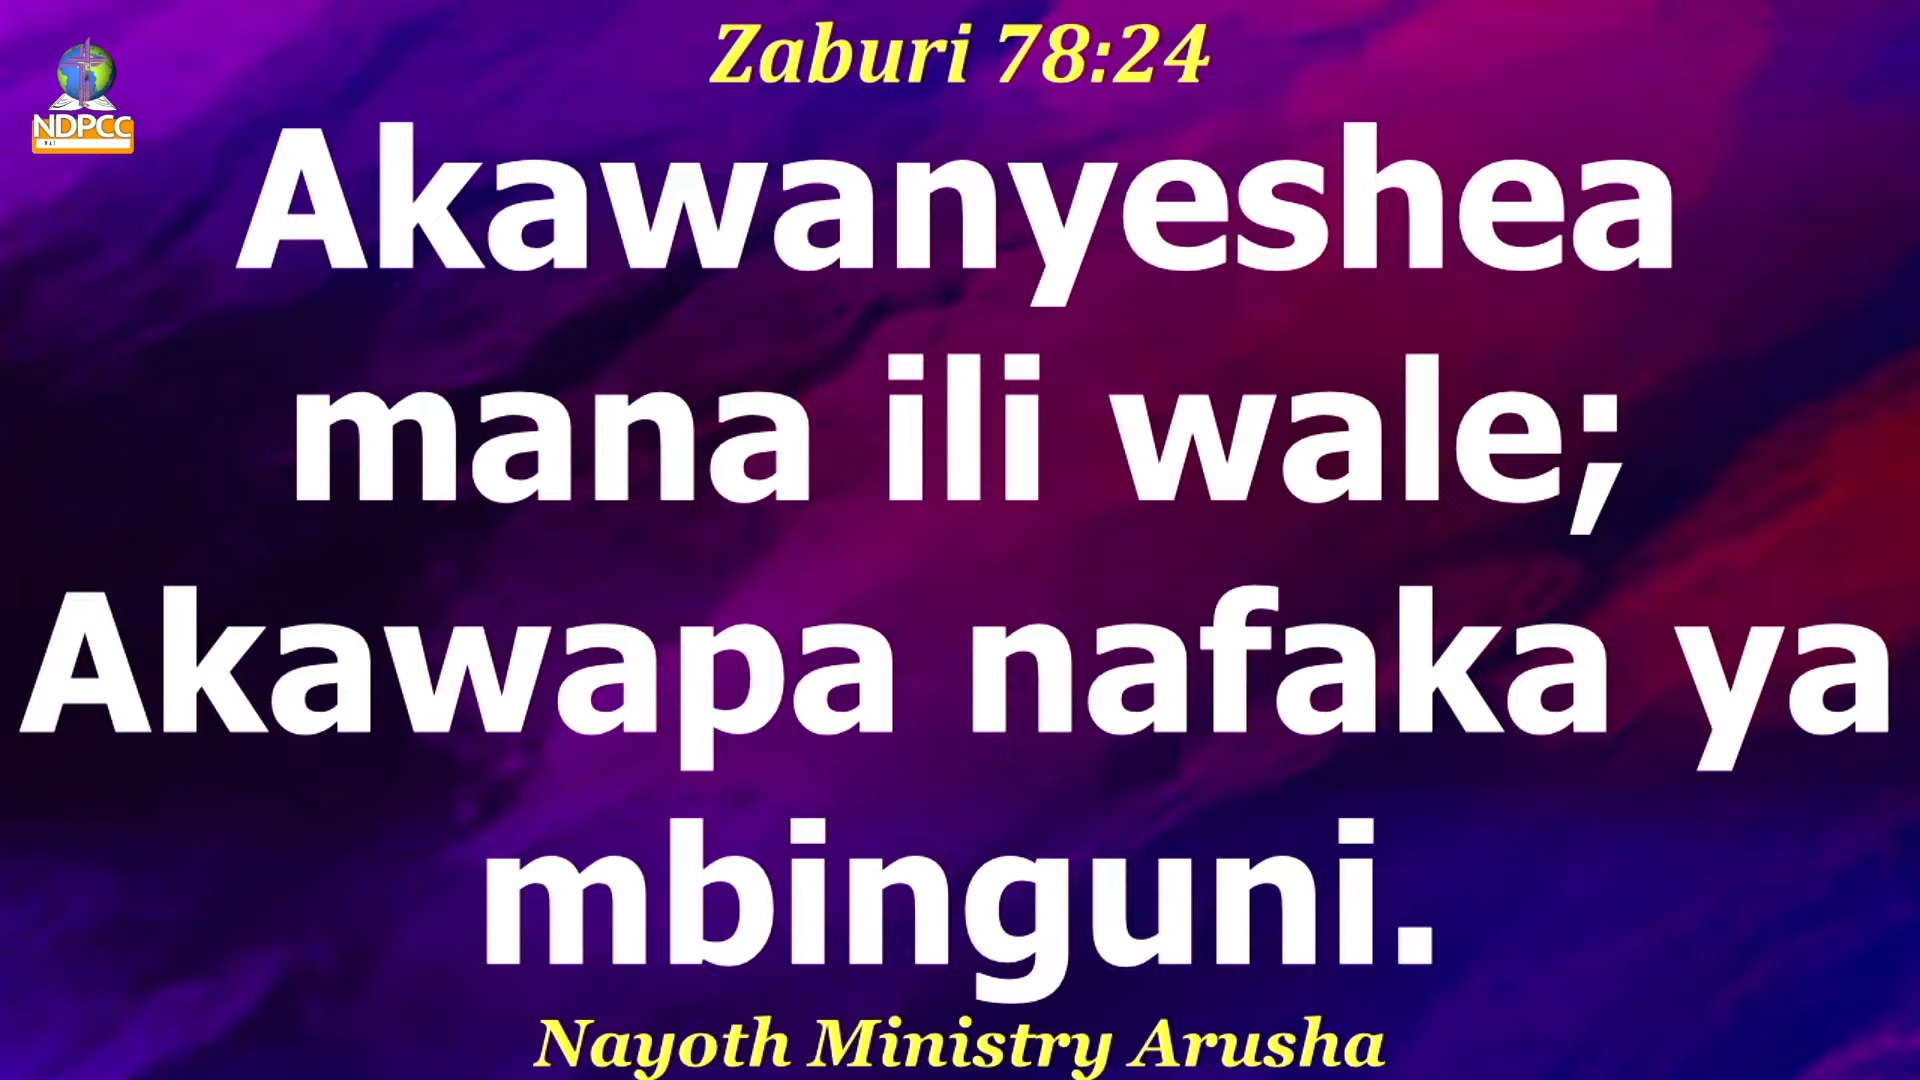 Zaburi 78:24
NDPCC
Akawanyeshea
mana ili wale;
Akawapa nafaka ya
mbinguni.
Nayoth Ministry Arusha